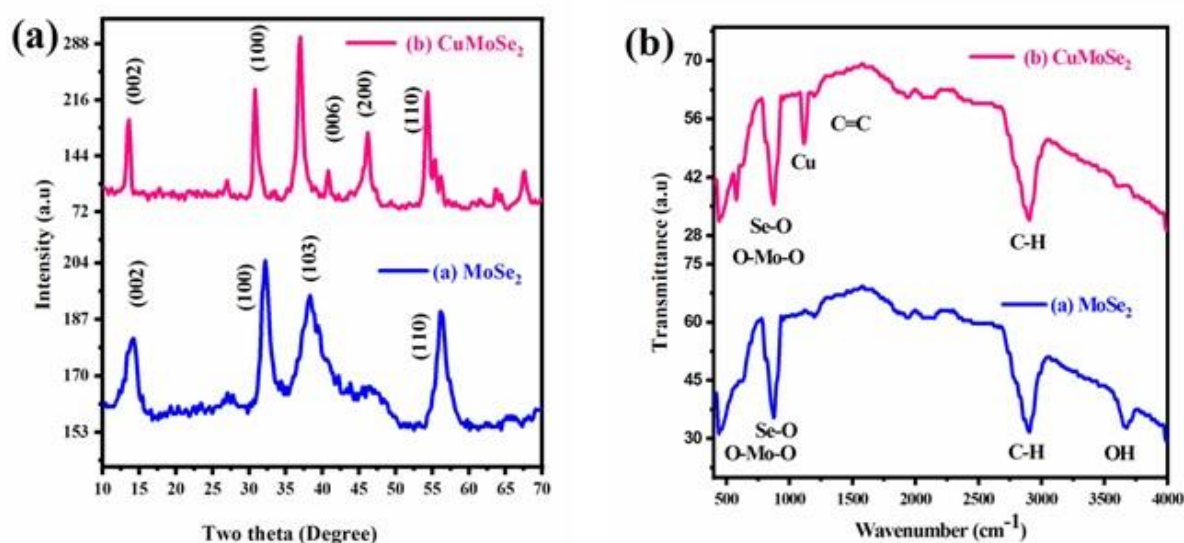 (a)
(b) CuMoSe₂
(002)
(100)
(006)
(200)
(110)
(a) MoSe₂
(002)
(100)
(103)
(110)
288
216
144
72
204
187
170
153
Intensity (a.u)
10 15 20 25 30 35 40 45 50 55 60 65 70
Two theta (Degree)
(b)
(b) CuMoSe₂
C=C
Cu
Se-O
O-Mo-O
C-H
(a) MoSe₂
Se-O
O-Mo-O
C-H
OH
70
56
42
28
75
60
45
30
Transmittance (a.u)
500 1000 1500 2000 2500 3000 3500 4000
Wavenumber (cm⁻¹)